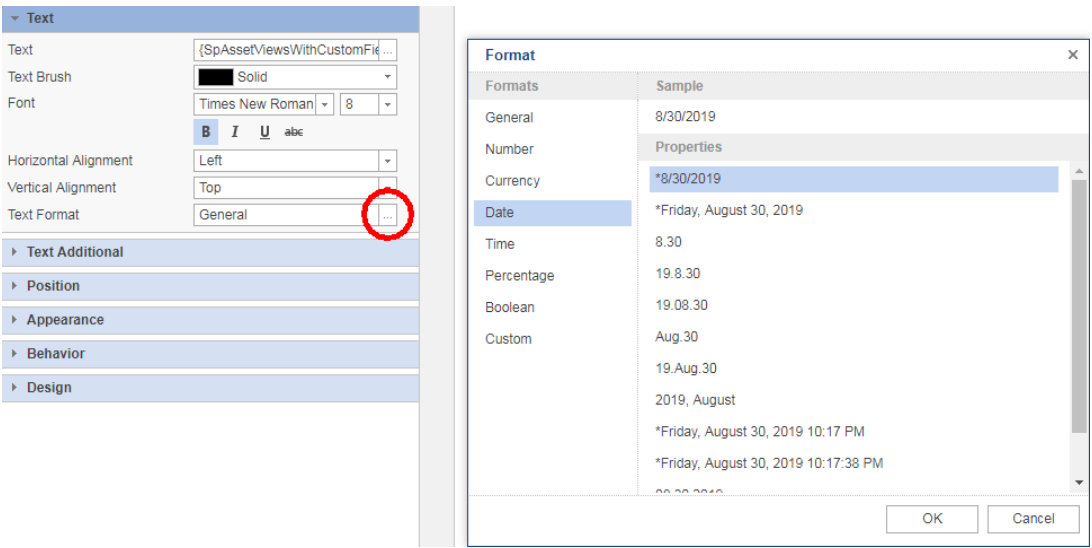 Text
Text {SpAssetViewsWithCustomFie ...
Text Brush Solid
Font Times New Roman 8
B I U abc
Horizontal Alignment Left
Vertical Alignment Top
Text Format General ...
Text Additional
Position
Appearance
Behavior
Design
Format
Formats
General
Number
Currency
Date
Time
Percentage
Boolean
Custom
Sample
8/30/2019
Properties
*8/30/2019
*Friday, August 30, 2019
8.30
19.8.30
19.08.30
Aug.30
19.Aug.30
2019, August
*Friday, August 30, 2019 10:17 PM
*Friday, August 30, 2019 10:17:38 PM
OK Cancel